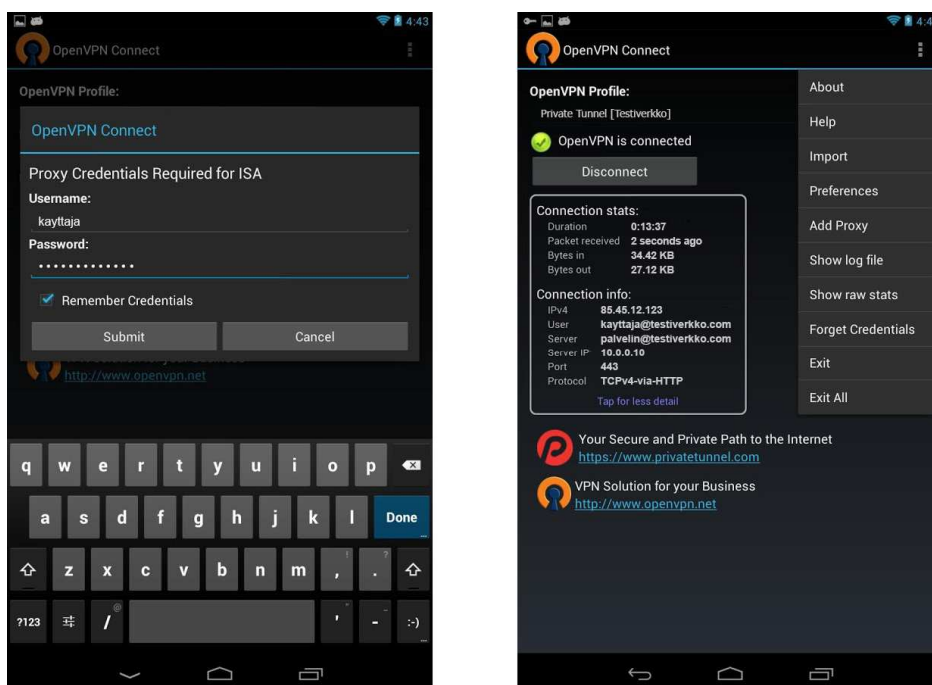 4:43
OpenVPN Connect
OpenVPN Profile:
OpenVPN Connect
Proxy Credentials Required for ISA
Username:
kayttaja
Password:
•••••••••••••
Remember Credentials
Submit Cancel
http://www.openvpn.net
q w e r t y u i o p
a s d f g h j k l Done
z x c v b n m , ! . ?
?123 / @ ' " - _ :-)
4:4
OpenVPN Connect
OpenVPN Profile:
Private Tunnel [Testiverkko]
OpenVPN is connected
Disconnect
Connection stats:
Duration 0:13:37
Packet received 2 seconds ago
Bytes in 34.42 KB
Bytes out 27.12 KB
Connection info:
IPv4 85.45.12.123
User kayttaja@testiverkko.com
Server palvelin@testiverkko.com
Server IP 10.0.0.10
Port 443
Protocol TCPv4-via-HTTP
Tap for less detail
About
Help
Import
Preferences
Add Proxy
Show log file
Show raw stats
Forget Credentials
Exit
Exit All
Your Secure and Private Path to the Internet
https://www.privatetunnel.com
VPN Solution for your Business
http://www.openvpn.net